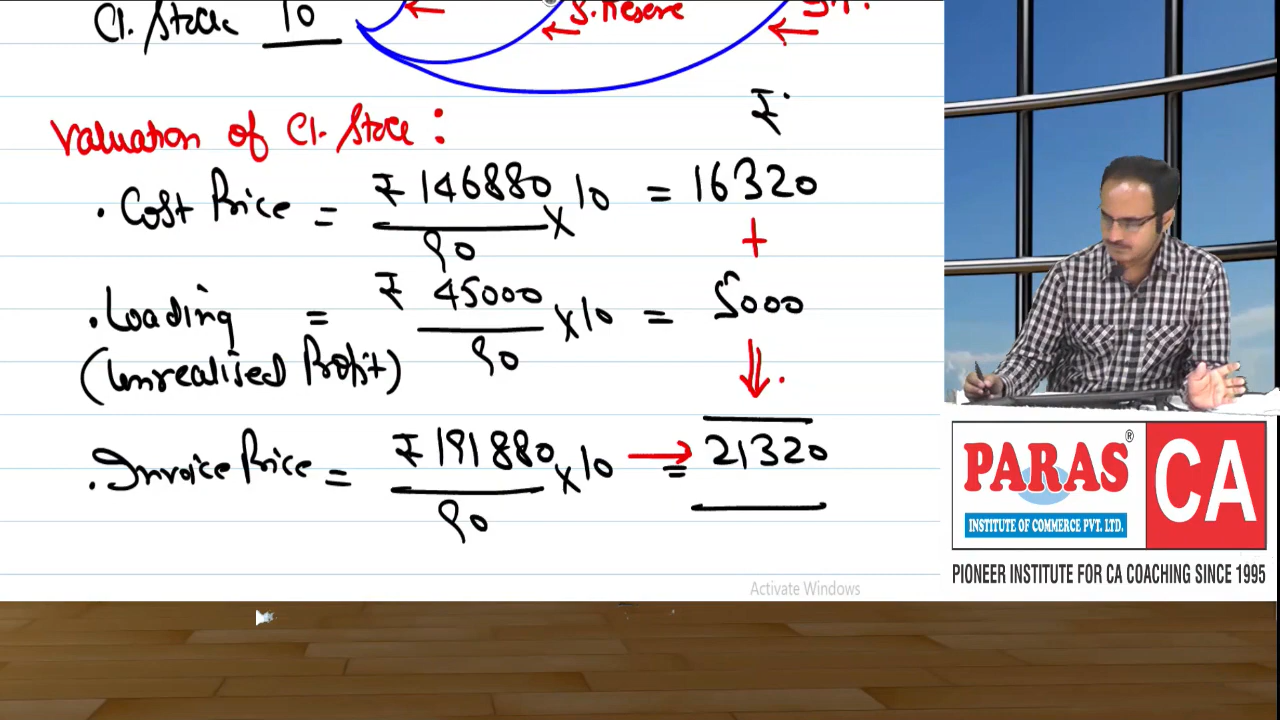 Cl. Stock 10
S. Reserve
Valuation of Cl. Stock :
₹
. Cost Price = ₹ 146880 / 90 x 10 = 16320
+
. Loading = ₹ 45000 / 90 x 10 = 5000
(Unrealised Profit)
. Invoice Price = ₹ 191880 / 90 x 10 = 21320
Activate Windows
PARAS®
INSTITUTE OF COMMERCE PVT. LTD.
CA
PIONEER INSTITUTE FOR CA COACHING SINCE 1995